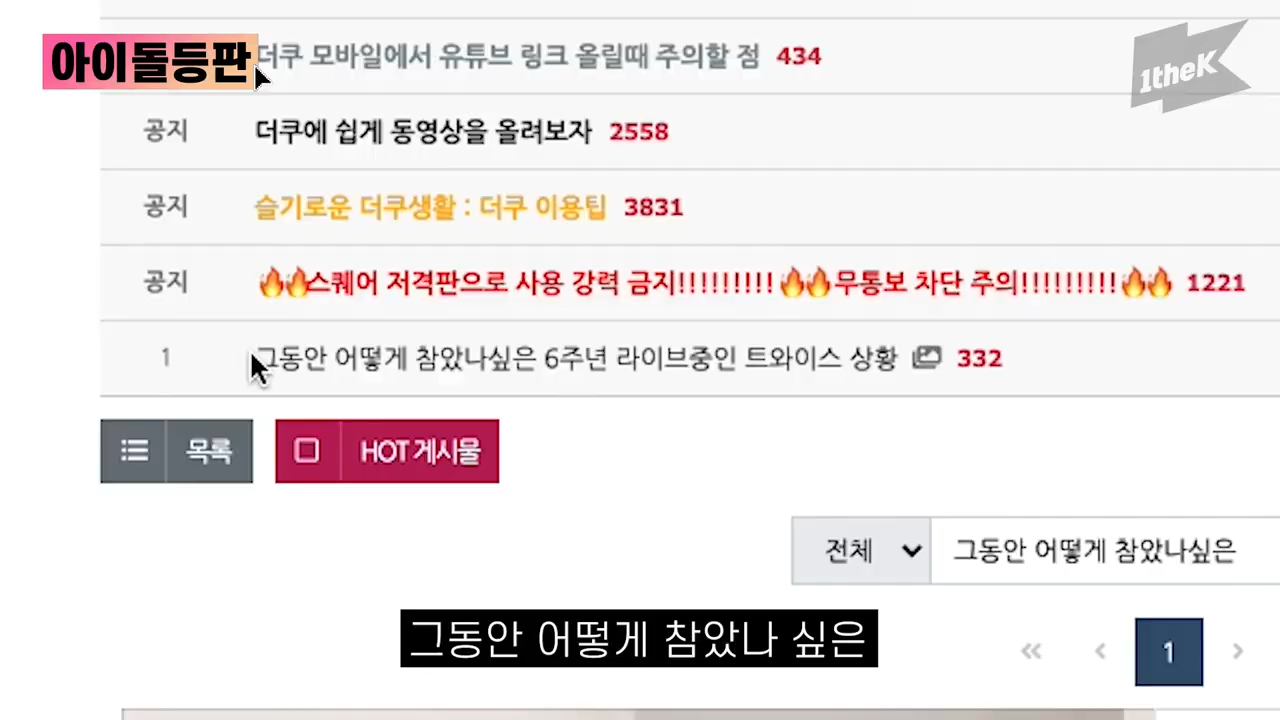 아이돌등판
더쿠 모바일에서 유튜브 링크 올릴때 주의할 점 434
1theK
공지 더쿠에 쉽게 동영상을 올려보자 2558
공지 슬기로운 더쿠생활 : 더쿠 이용팁 3831
공지 🔥🔥스퀘어 저격판으로 사용 강력 금지!!!!!!!!!🔥🔥무통보 차단 주의!!!!!!!!!🔥🔥 1221
1 그동안 어떻게 참았나싶은 6주년 라이브중인 트와이스 상황 332
목록 HOT 게시물
전체 그동안 어떻게 참았나싶은
그동안 어떻게 참았나 싶은
« ‹ 1 ›